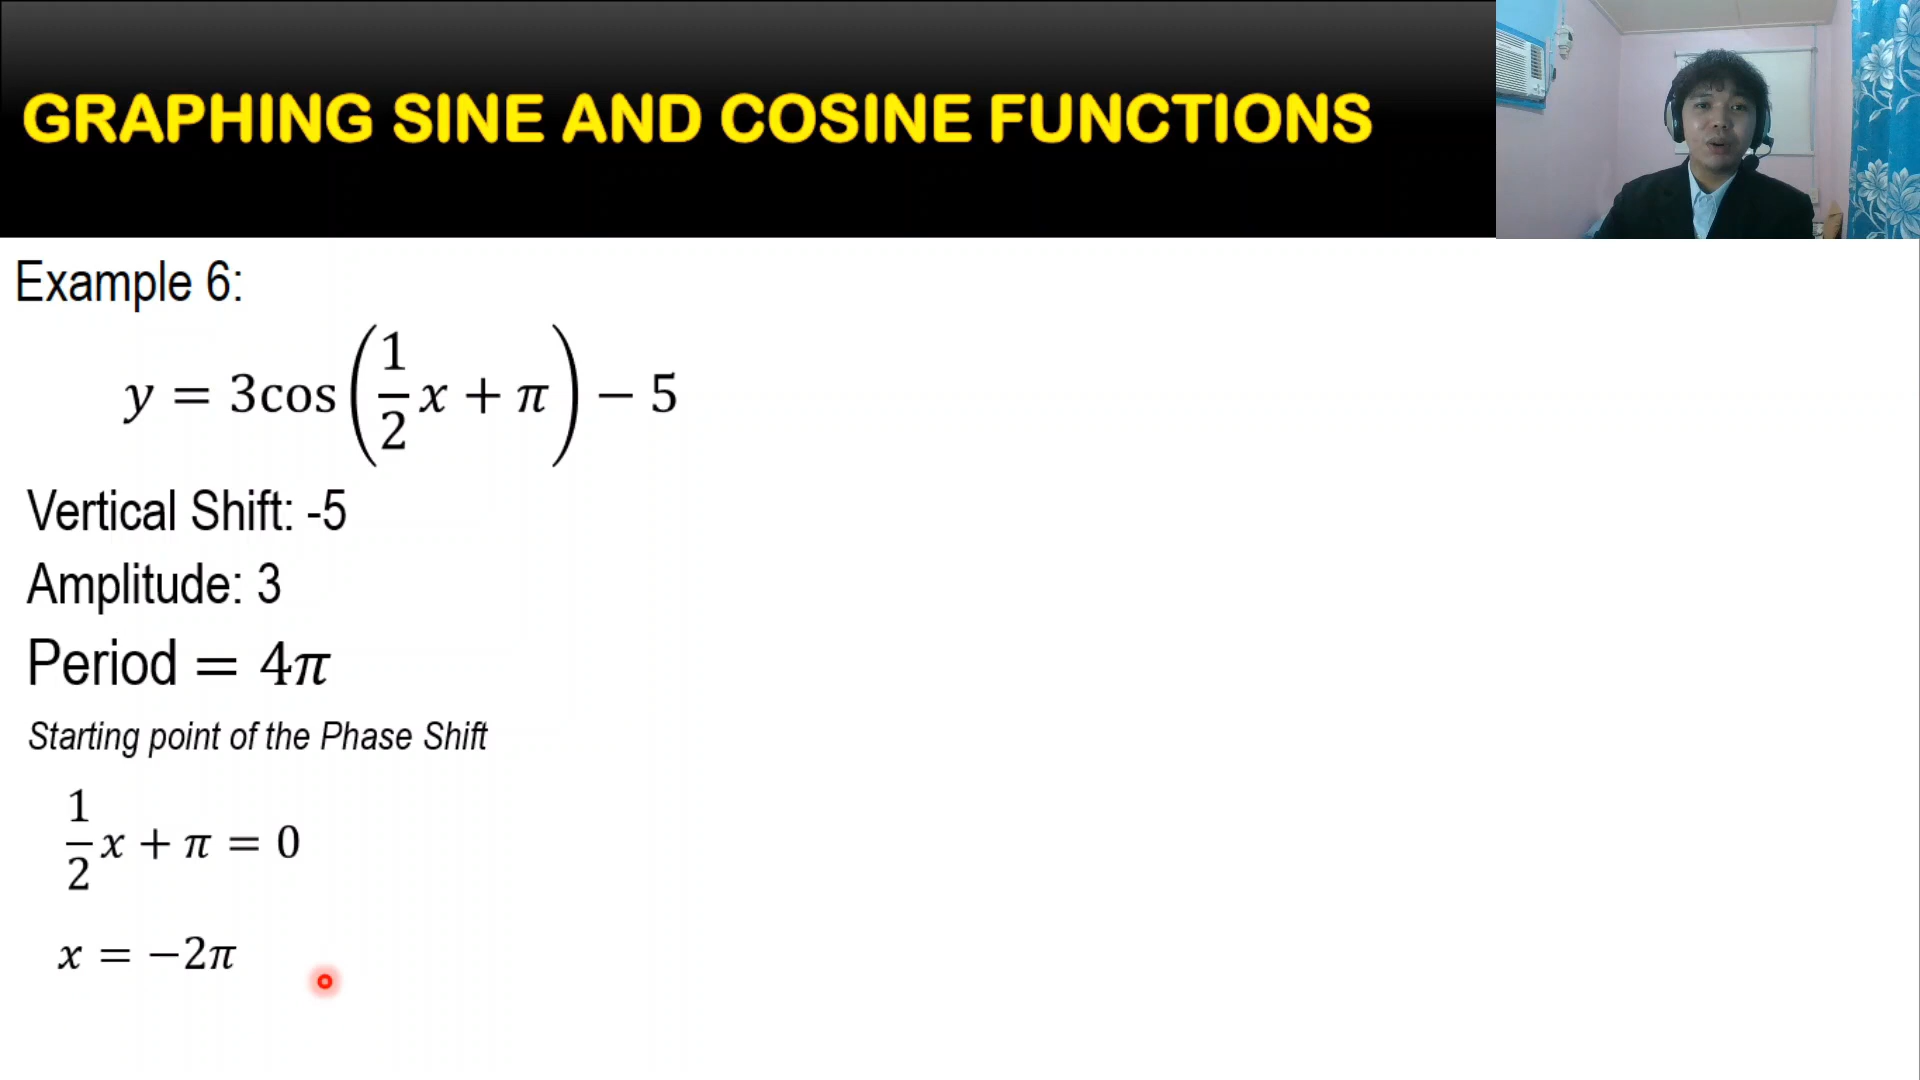 GRAPHING SINE AND COSINE FUNCTIONS
Example 6:
y = 3cos(1/2 x + π) − 5
Vertical Shift: -5
Amplitude: 3
Period = 4π
Starting point of the Phase Shift
1/2 x + π = 0
x = −2π